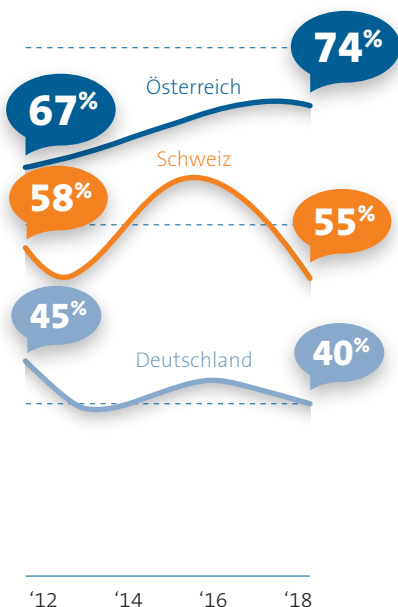 74%
Österreich
67%
Schweiz
58%
55%
45%
Deutschland
40%
‘12 ‘14 ‘16 ‘18